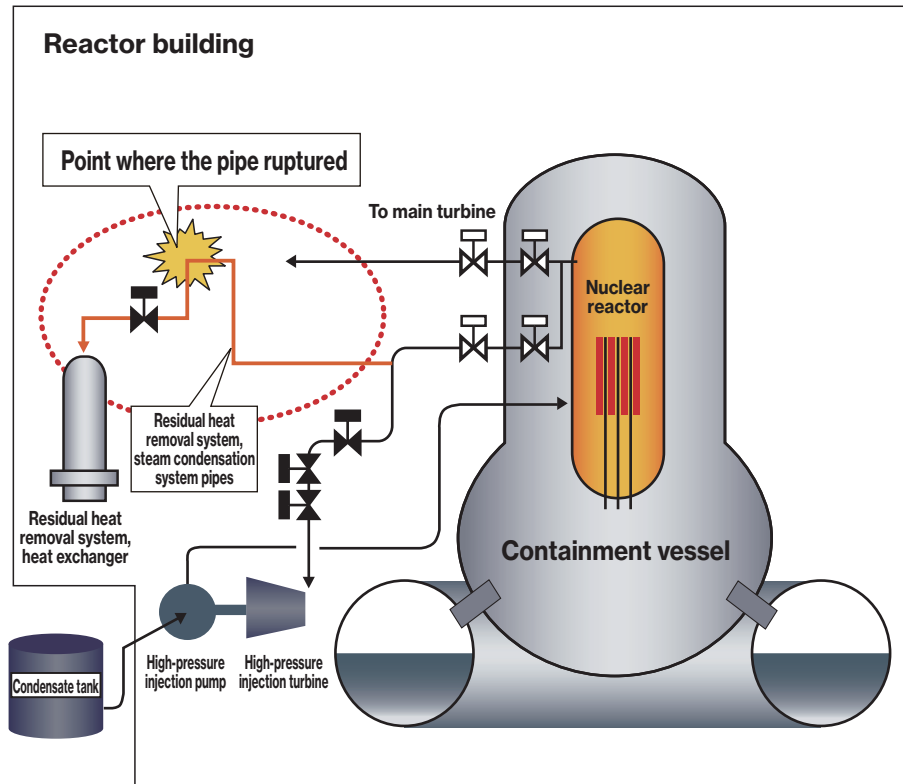 Reactor building
Point where the pipe ruptured
To main turbine
Nuclear
reactor
Residual heat
removal system,
steam condensation
system pipes
Residual heat
removal system,
heat exchanger
Containment vessel
Condensate tank
High-pressure
injection pump
High-pressure
injection turbine